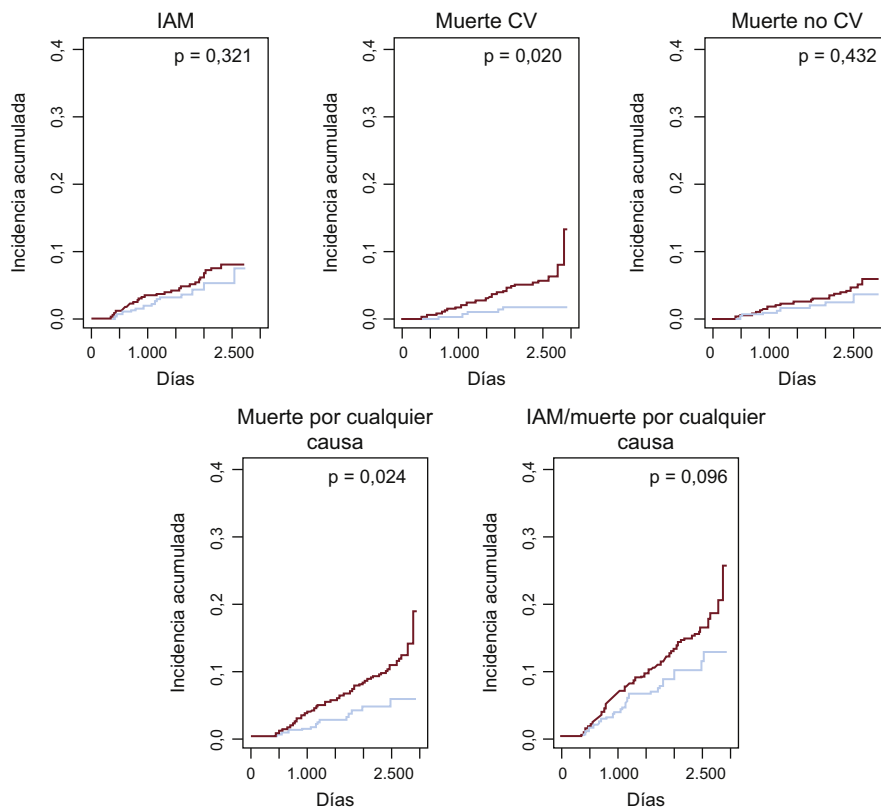 IAM
p = 0,321
Incidencia acumulada
0,4
0,3
0,2
0,1
0,0
0
1.000
2.500
Días
Muerte CV
p = 0,020
Incidencia acumulada
0,4
0,3
0,2
0,1
0,0
0
1.000
2.500
Días
Muerte no CV
p = 0,432
Incidencia acumulada
0,4
0,3
0,2
0,1
0,0
0
1.000
2.500
Días
Muerte por cualquier
causa
p = 0,024
Incidencia acumulada
0,4
0,3
0,2
0,1
0,0
0
1.000
2.500
Días
IAM/muerte por cualquier
causa
p = 0,096
Incidencia acumulada
0,4
0,3
0,2
0,1
0,0
0
1.000
2.500
Días